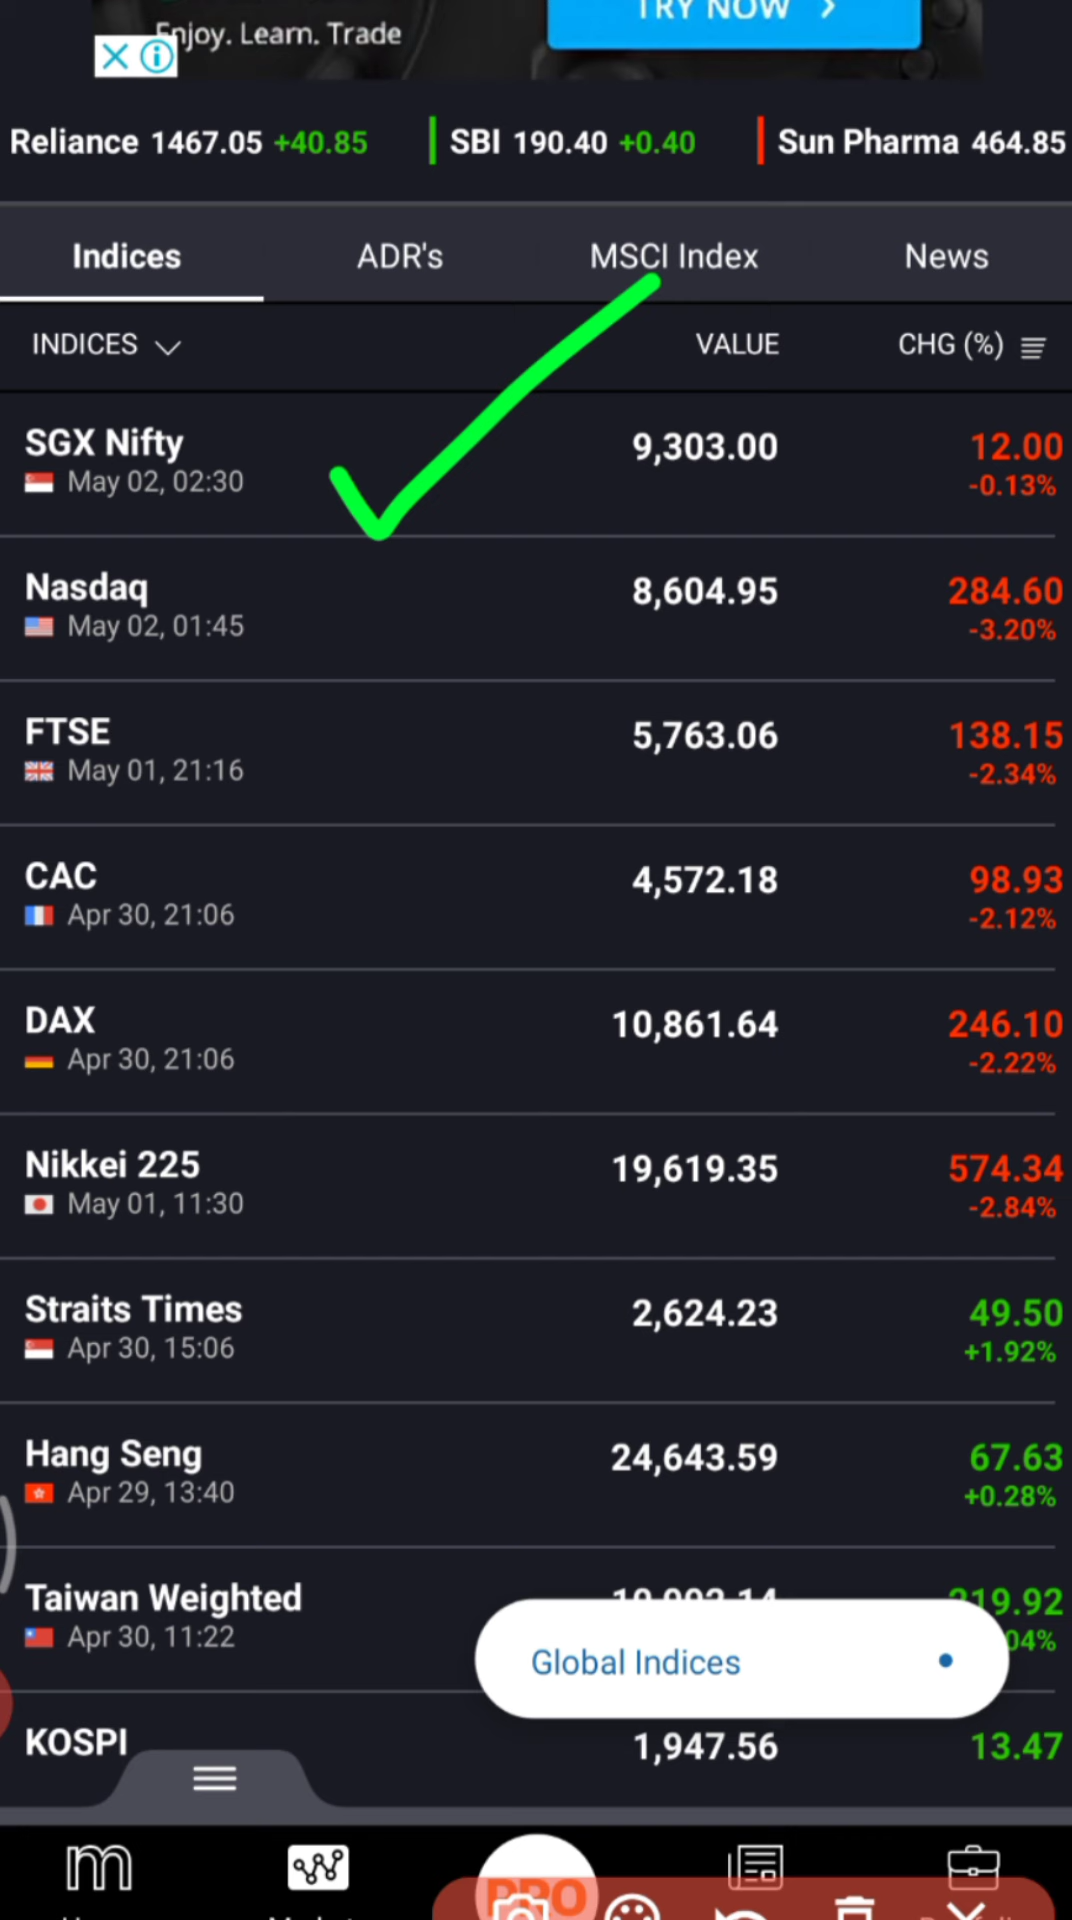 Enjoy. Learn. Trade
TRY NOW
Reliance 1467.05 +40.85 SBI 190.40 +0.40 Sun Pharma 464.85
Indices ADR's MSCI Index News
INDICES VALUE CHG (%)
SGX Nifty 9,303.00 12.00
May 02, 02:30 -0.13%
Nasdaq 8,604.95 284.60
May 02, 01:45 -3.20%
FTSE 5,763.06 138.15
May 01, 21:16 -2.34%
CAC 4,572.18 98.93
Apr 30, 21:06 -2.12%
DAX 10,861.64 246.10
Apr 30, 21:06 -2.22%
Nikkei 225 19,619.35 574.34
May 01, 11:30 -2.84%
Straits Times 2,624.23 49.50
Apr 30, 15:06 +1.92%
Hang Seng 24,643.59 67.63
Apr 29, 13:40 +0.28%
Taiwan Weighted
Apr 30, 11:22
Global Indices
KOSPI 1,947.56 13.47
m
PRO